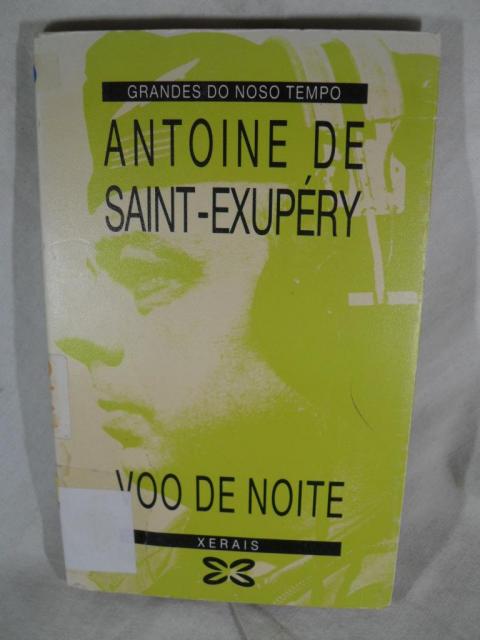 GRANDES DO NOSO TEMPO
ANTOINE DE
SAINT-EXUPÉRY
VOO DE NOITE
XERAIS